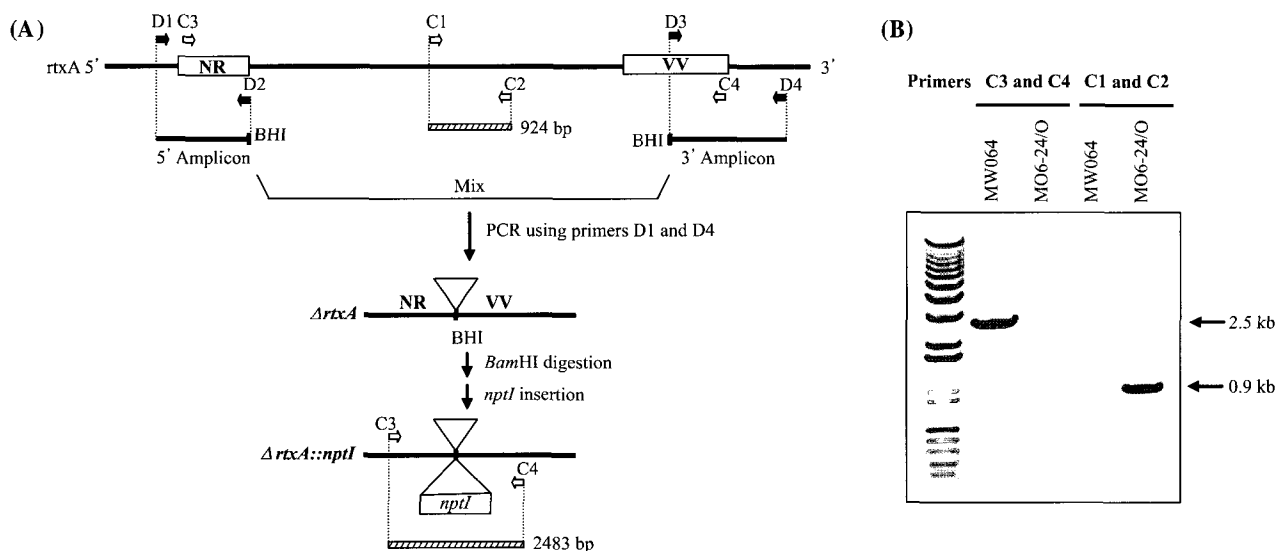 (A)
D1 C3 C1 D3
rtxA 5' NR VV 3'
D2 C2 C4 D4
BHI 924 bp BHI
5' Amplicon 3' Amplicon
Mix
PCR using primers D1 and D4
NR VV
ΔrtxA
BHI
BamHI digestion
nptI insertion
C3
ΔrtxA::nptI
C4
nptI
2483 bp
(B)
Primers C3 and C4 C1 and C2
MW064 MO6-24/O MW064 MO6-24/O
2.5 kb
0.9 kb